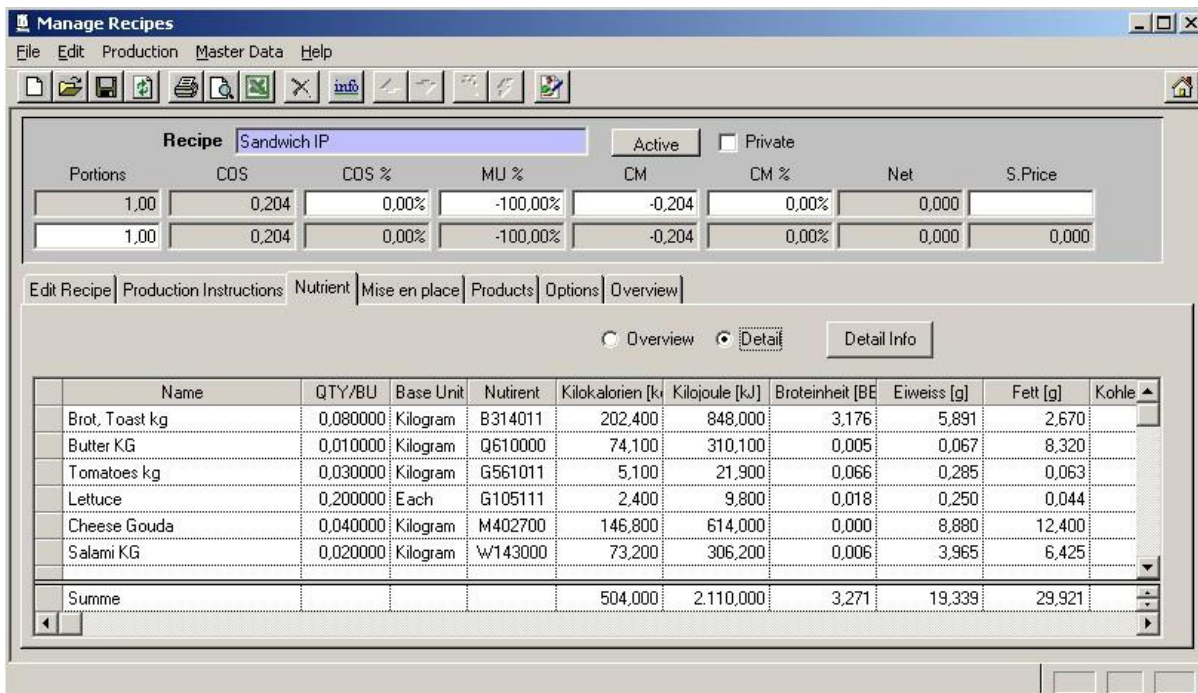 Manage Recipes
File Edit Production Master Data Help
info
Recipe Sandwich IP Active Private
Portions COS COS % MU % CM CM % Net S.Price
1,00 0,204 0,00% -100,00% -0,204 0,00% 0,000
1,00 0,204 0,00% -100,00% -0,204 0,00% 0,000 0,000
Edit Recipe Production Instructions Nutrient Mise en place Products Options Overview
Overview Detail Detail Info
Name QTY/BU Base Unit Nutirent Kilokalorien [k Kilojoule [kJ] Broteinheit [BE Eiweiss [g] Fett [g] Kohle
Brot, Toast kg 0,080000 Kilogram B314011 202,400 848,000 3,176 5,891 2,670
Butter KG 0,010000 Kilogram Q610000 74,100 310,100 0,005 0,067 8,320
Tomatoes kg 0,030000 Kilogram G561011 5,100 21,900 0,066 0,285 0,063
Lettuce 0,200000 Each G105111 2,400 9,800 0,018 0,250 0,044
Cheese Gouda 0,040000 Kilogram M402700 146,800 614,000 0,000 8,880 12,400
Salami KG 0,020000 Kilogram W143000 73,200 306,200 0,006 3,965 6,425
Summe 504,000 2.110,000 3,271 19,339 29,921